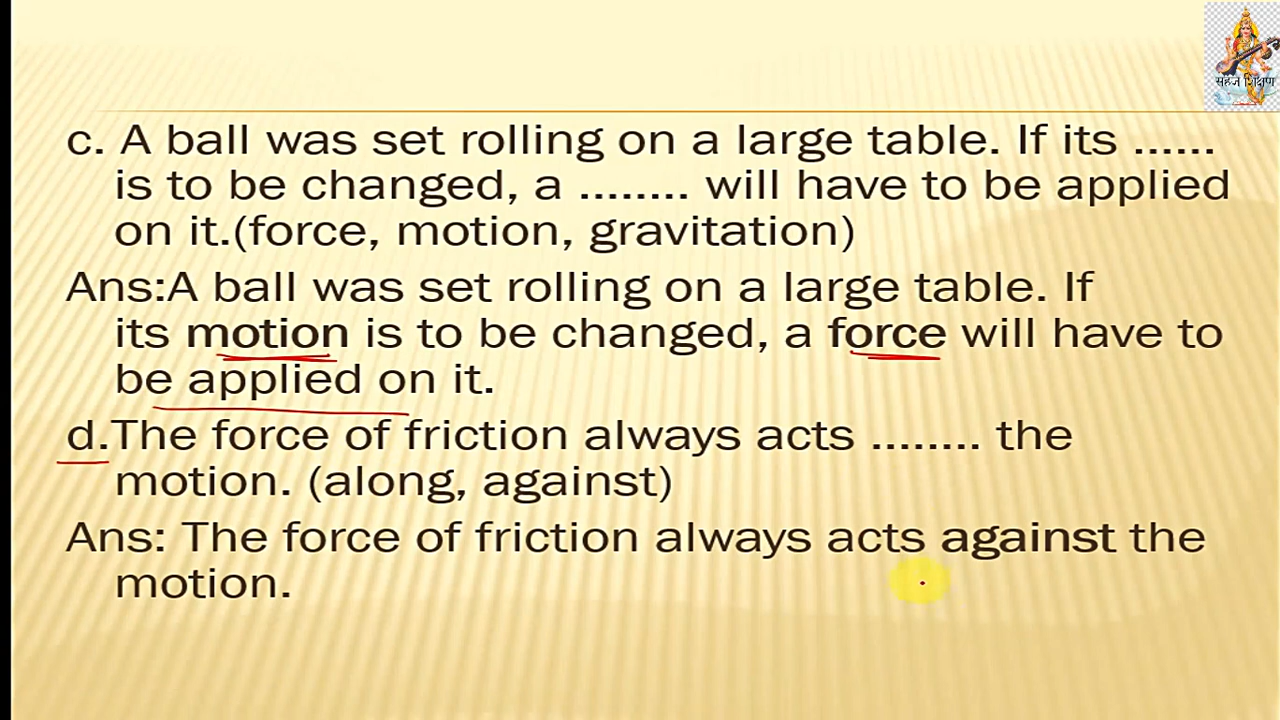 सहज शिक्षण
c. A ball was set rolling on a large table. If its ......
is to be changed, a ........ will have to be applied
on it.(force, motion, gravitation)
Ans:A ball was set rolling on a large table. If
its motion is to be changed, a force will have to
be applied on it.
d.The force of friction always acts ........ the
motion. (along, against)
Ans: The force of friction always acts against the
motion.